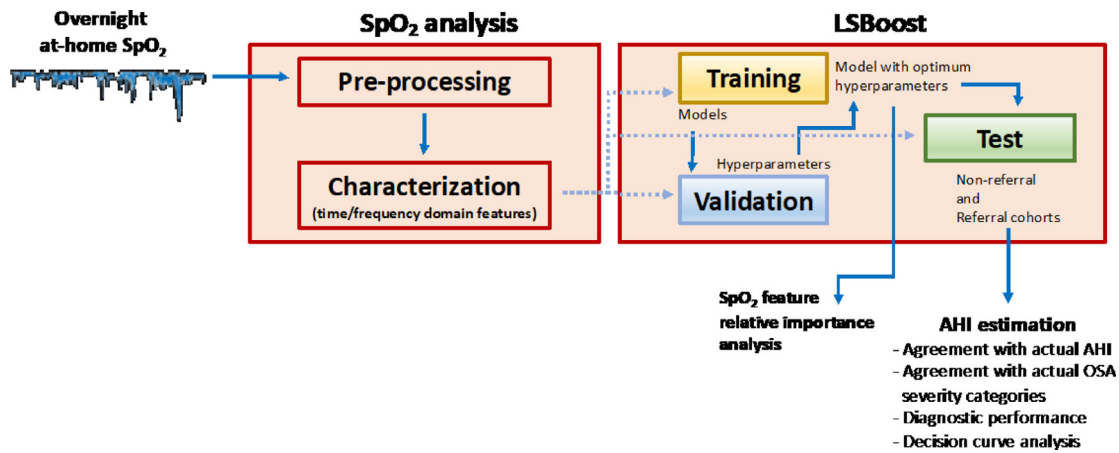 Overnight
at-home SpO₂
SpO₂ analysis
Pre-processing
Characterization
(time/frequency domain features)
LSBoost
Training
Model with optimum
hyperparameters
Models
Hyperparameters
Validation
Test
Non-referral
and
Referral cohorts
SpO₂ feature
relative importance
analysis
AHI estimation
- Agreement with actual AHI
- Agreement with actual OSA
severity categories
- Diagnostic performance
- Decision curve analysis